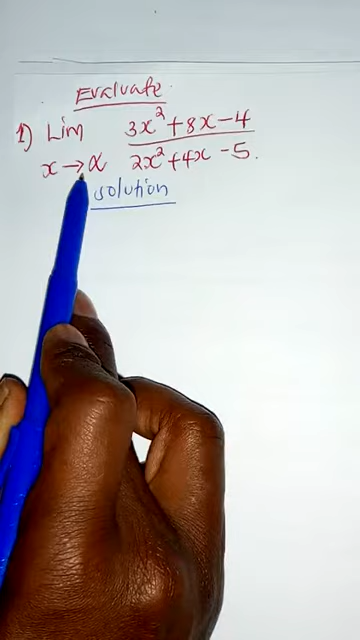 Evaluate
1) Lim 3x²+8x-4
x→α 2x²+4x-5.
solution